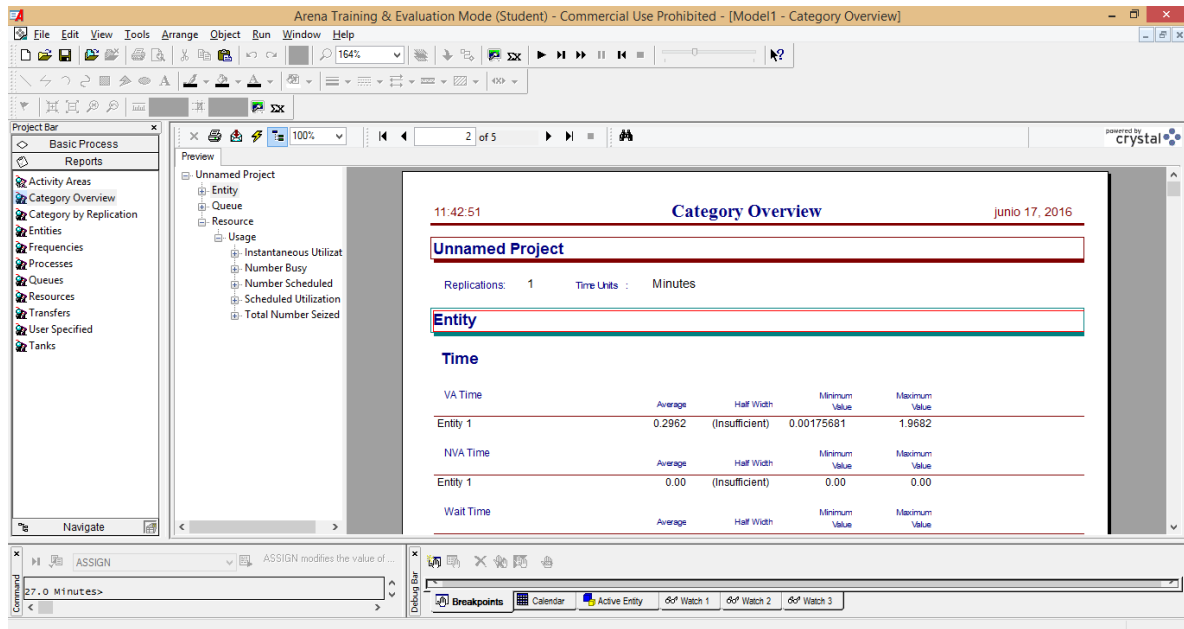 Arena Training & Evaluation Mode (Student) - Commercial Use Prohibited - [Model1 - Category Overview]
File Edit View Tools Arrange Object Run Window Help
164%
Project Bar
Basic Process
Reports
Activity Areas
Category Overview
Category by Replication
Entities
Frequencies
Processes
Queues
Resources
Transfers
User Specified
Tanks
Navigate
100%
2 of 5
powered by
crystal
Preview
Unnamed Project
Entity
Queue
Resource
Usage
Instantaneous Utilizat
Number Busy
Number Scheduled
Scheduled Utilization
Total Number Seized
11:42:51 Category Overview junio 17, 2016
Unnamed Project
Replications: 1 Time Units : Minutes
Entity
Time
VA Time Average Half Width Minimum Value Maximum Value
Entity 1 0.2962 (Insufficient) 0.00175681 1.9682
NVA Time Average Half Width Minimum Value Maximum Value
Entity 1 0.00 (Insufficient) 0.00 0.00
Wait Time Average Half Width Minimum Value Maximum Value
Command
ASSIGN ASSIGN modifies the value of ...
27.0 Minutes>
Debug Bar
Breakpoints Calendar Active Entity Watch 1 Watch 2 Watch 3